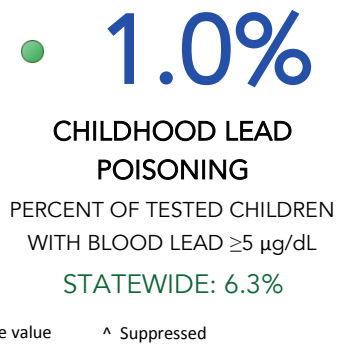 1.0%
CHILDHOOD LEAD
POISONING
PERCENT OF TESTED CHILDREN
WITH BLOOD LEAD ≥5 µg/dL
STATEWIDE: 6.3%
value ^ Suppressed